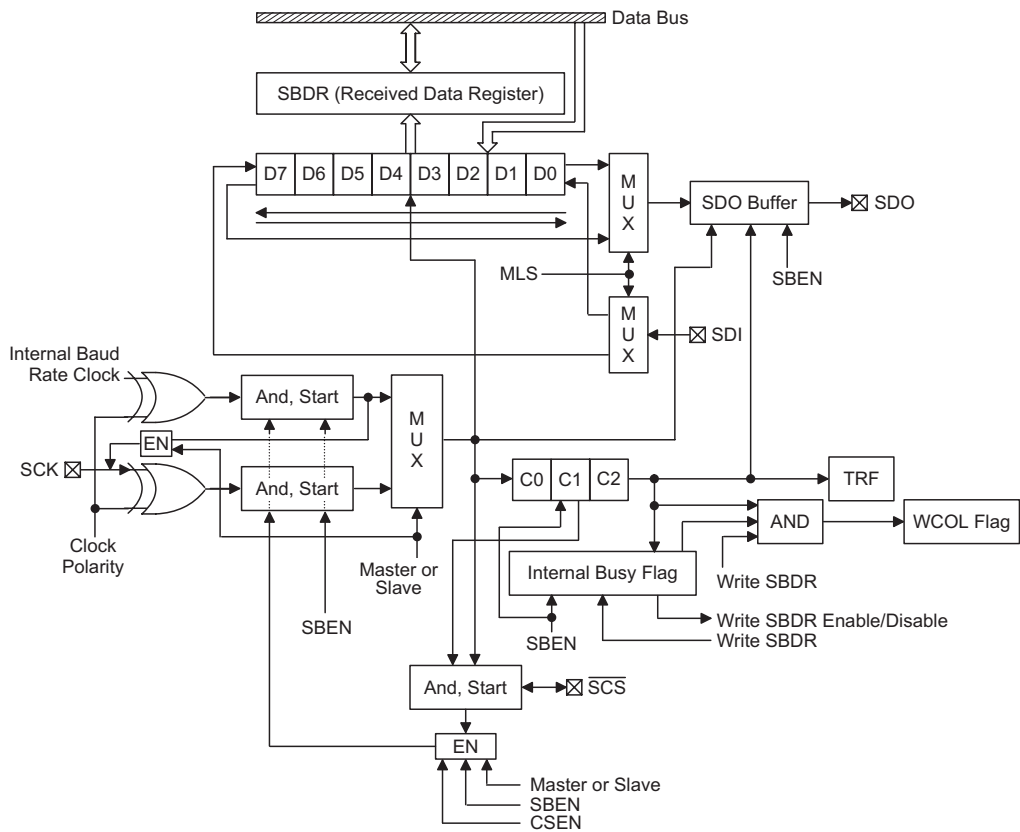 Data Bus
SBDR (Received Data Register)
D7 D6 D5 D4 D3 D2 D1 D0
M
U
X
SDO Buffer
SDO
MLS
SBEN
M
U
X
SDI
Internal Baud
Rate Clock
And, Start
M
U
X
EN
SCK
And, Start
C0 C1 C2
TRF
AND
WCOL Flag
Clock
Polarity
Master or
Slave
Internal Busy Flag
Write SBDR
SBEN
SBEN
Write SBDR Enable/Disable
Write SBDR
And, Start
SCS
EN
Master or Slave
SBEN
CSEN